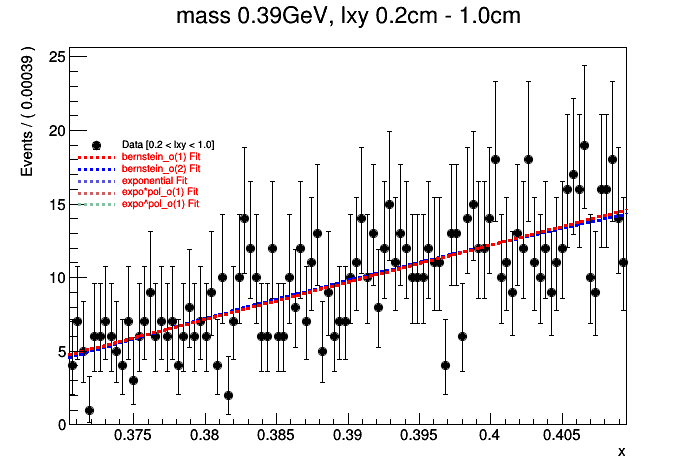 mass 0.39GeV, lxy 0.2cm - 1.0cm
Events / ( 0.00039 )
25
20
15
10
5
0
Data [0.2 < lxy < 1.0]
bernstein_o(1) Fit
bernstein_o(2) Fit
exponential Fit
expo*pol_o(1) Fit
expo^pol_o(1) Fit
0.375 0.38 0.385 0.39 0.395 0.4 0.405
x